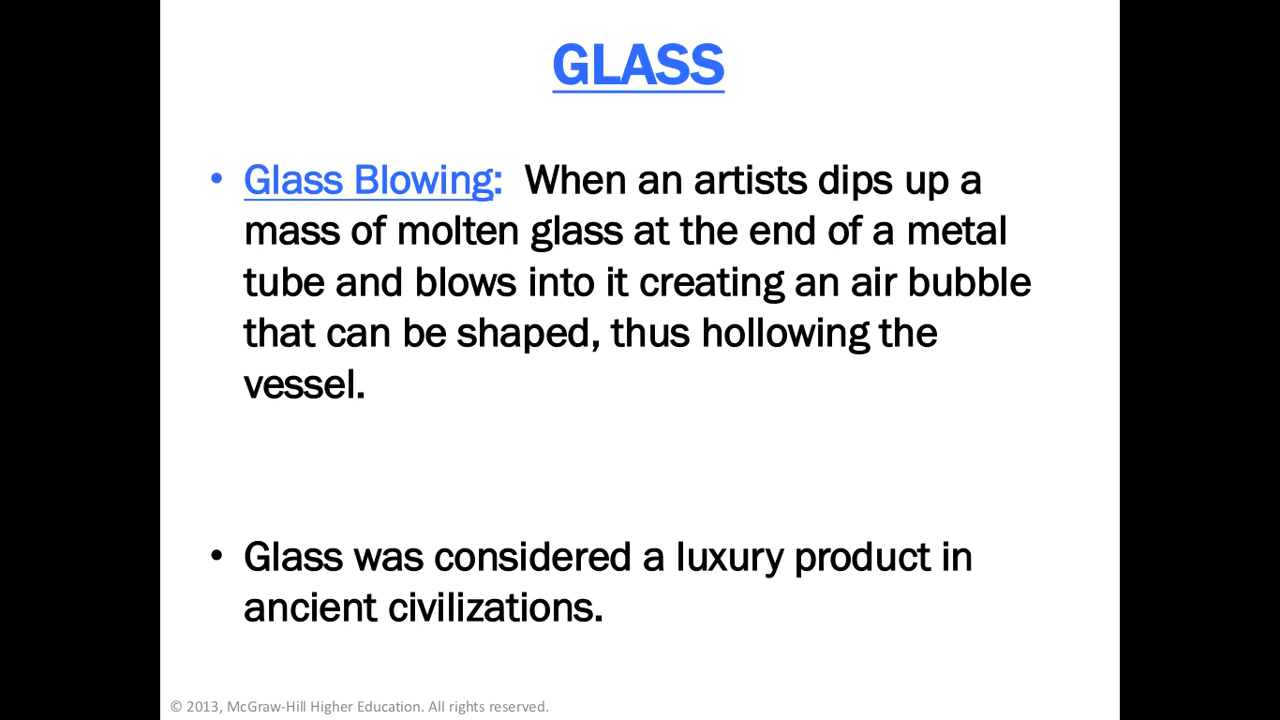 GLASS
• Glass Blowing:  When an artists dips up a
mass of molten glass at the end of a metal
tube and blows into it creating an air bubble
that can be shaped, thus hollowing the
vessel.
• Glass was considered a luxury product in
ancient civilizations.
© 2013, McGraw-Hill Higher Education. All rights reserved.